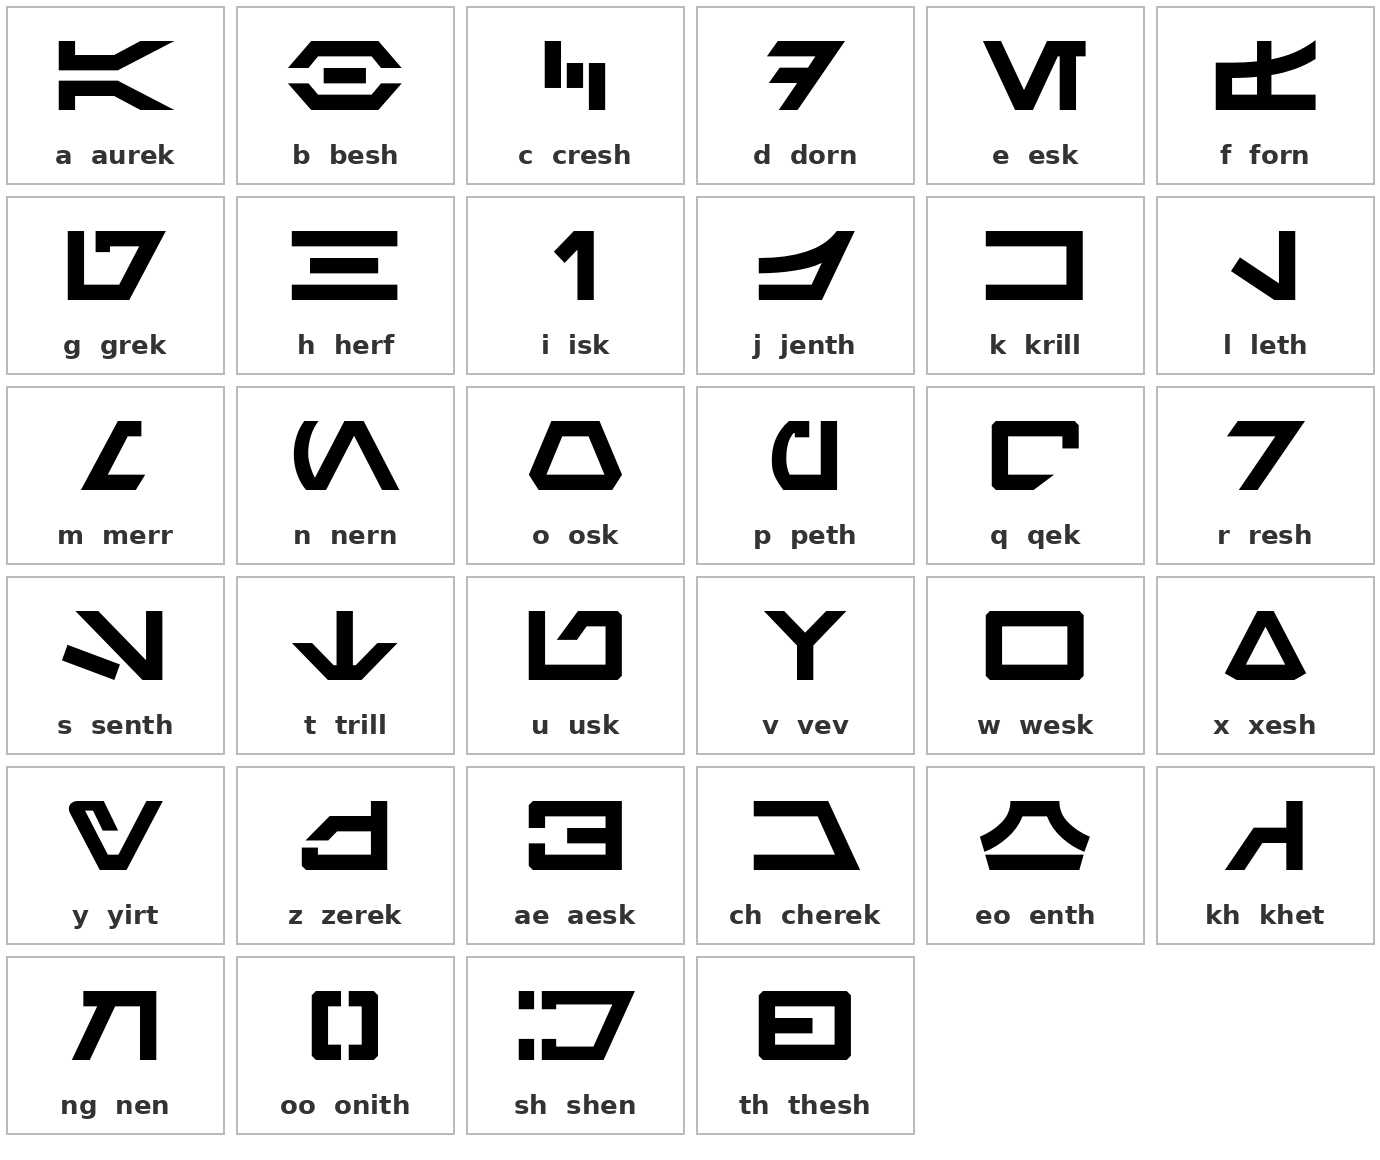 a aurek b besh c cresh d dorn e esk f forn
g grek h herf i isk j jenth k krill l leth
m merr n nern o osk p peth q qek r resh
s senth t trill u usk v vev w wesk x xesh
y yirt z zerek ae aesk ch cherek eo enth kh khet
ng nen oo onith sh shen th thesh